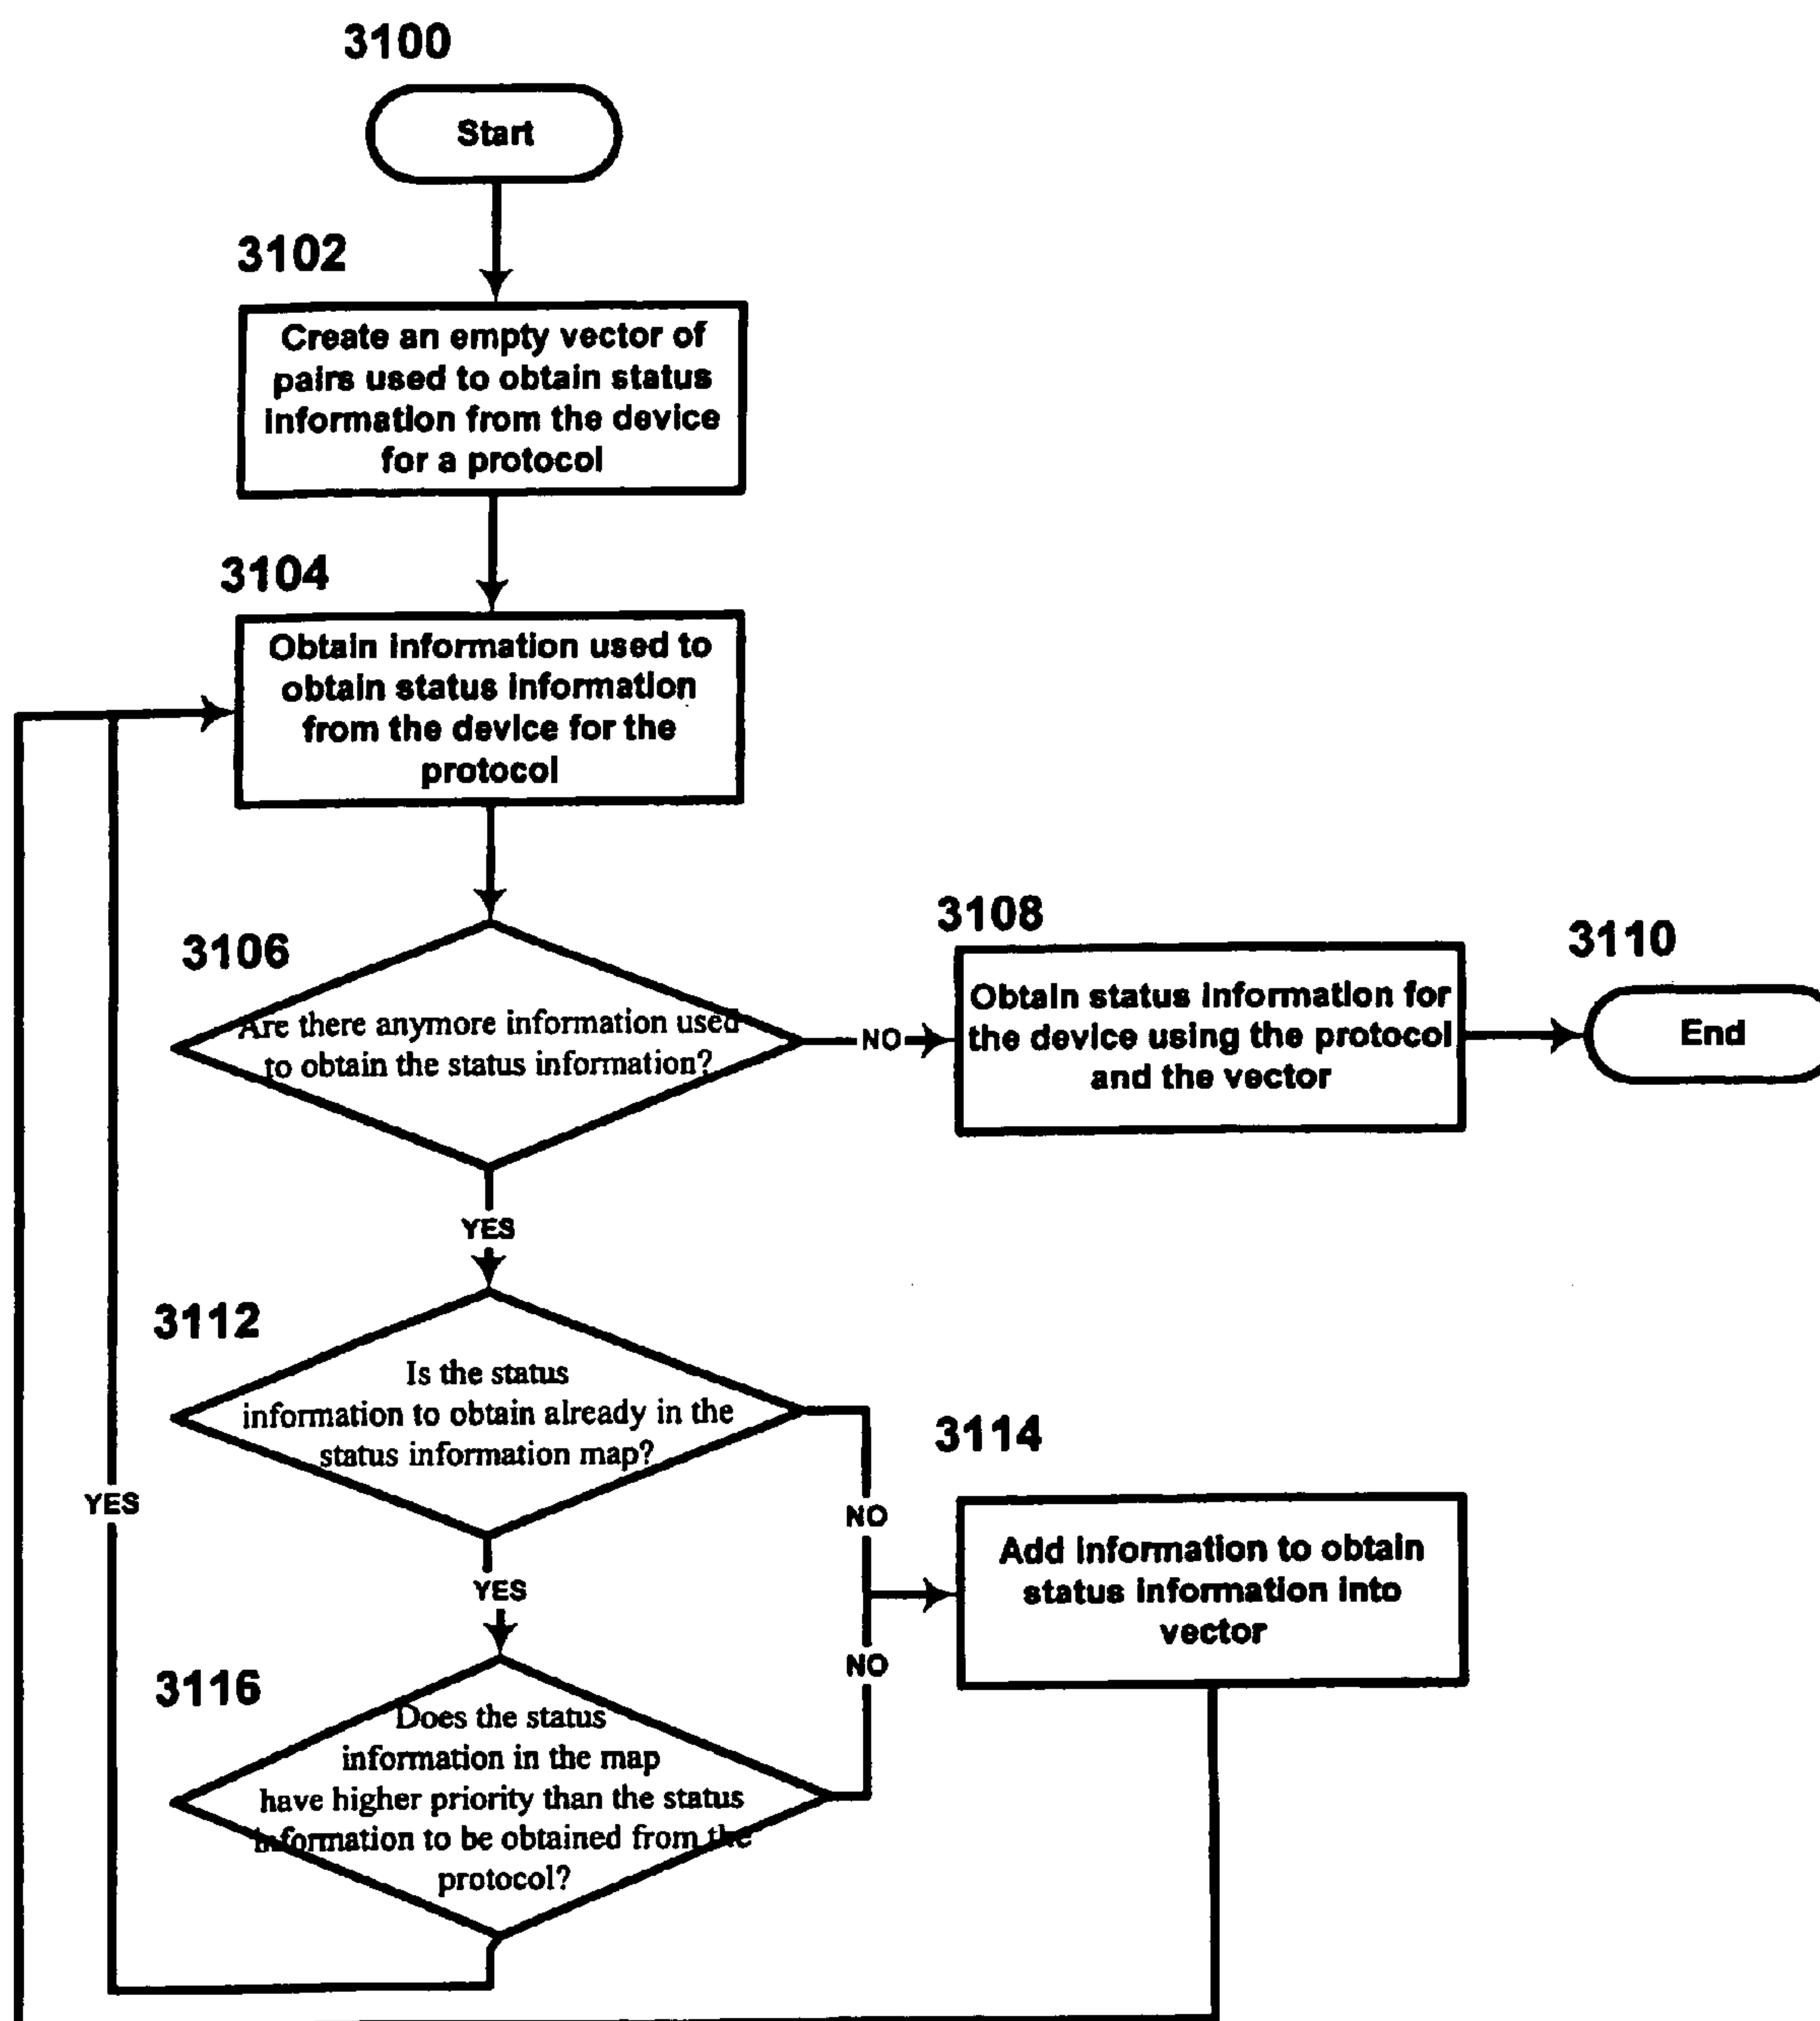 3100
Start
3102
Create an empty vector of
pairs used to obtain status
information from the device
for a protocol
3104
Obtain information used to
obtain status information
from the device for the
protocol
3106
Are there anymore information used
to obtain the status information?
NO
3108
Obtain status information for
the device using the protocol
and the vector
3110
End
YES
3112
Is the status
information to obtain already in the
status information map?
NO
YES
3114
Add information to obtain
status information into
vector
YES
NO
3116
Does the status
information in the map
have higher priority than the status
information to be obtained from the
protocol?